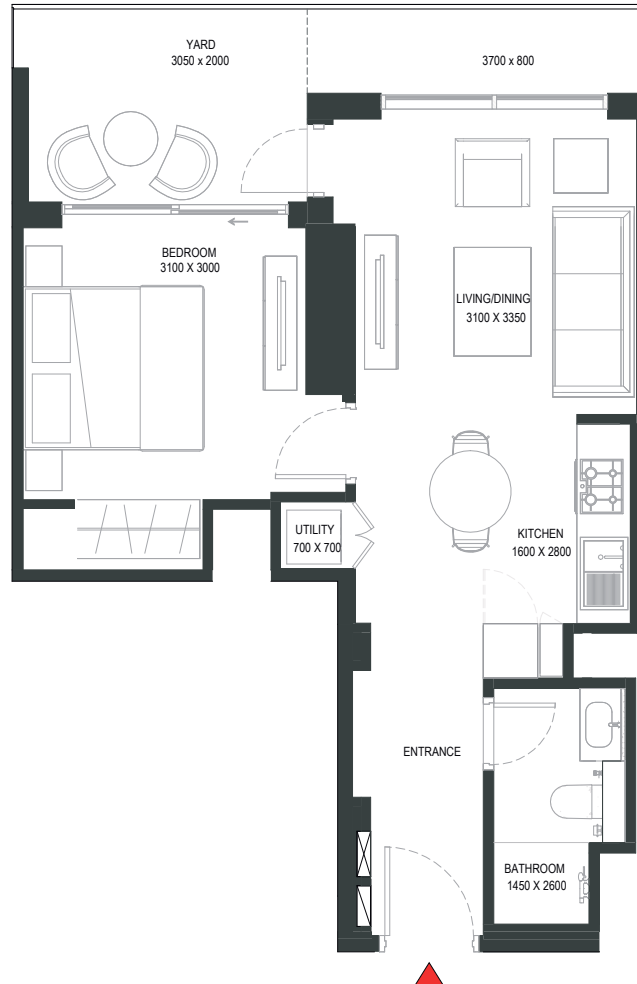 YARD
3050 x 2000
3700 x 800
BEDROOM
3100 X 3000
LIVING/DINING
3100 X 3350
UTILITY
700 X 700
KITCHEN
1600 X 2800
ENTRANCE
BATHROOM
1450 X 2600